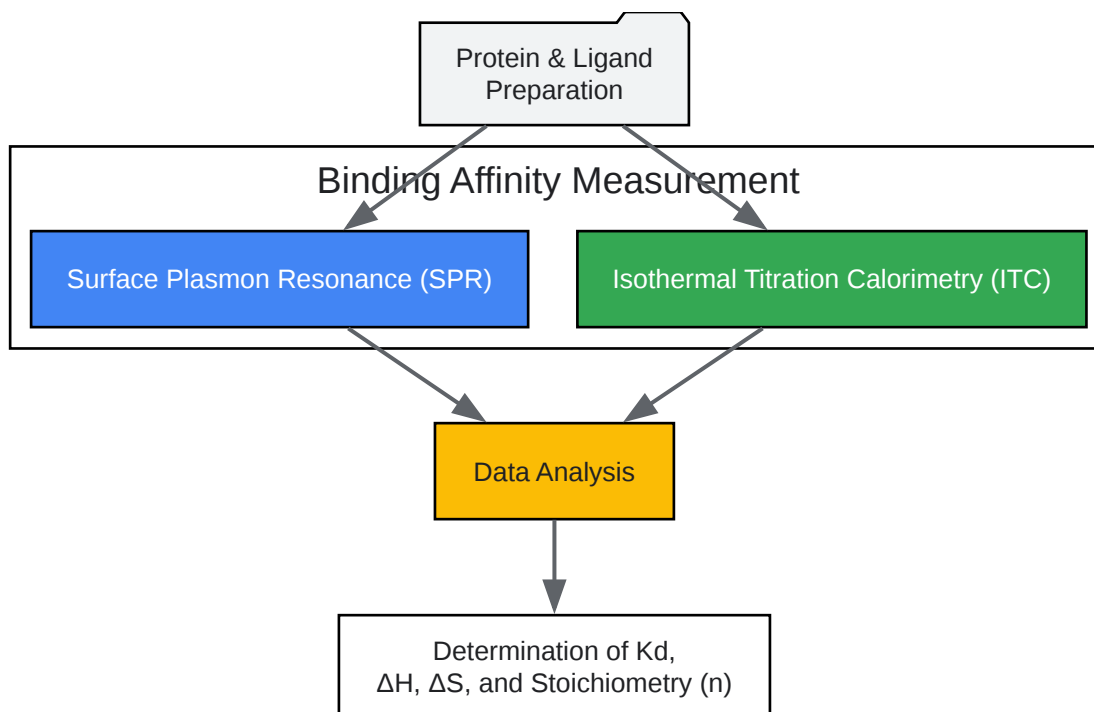 Protein & Ligand
Preparation
Binding Affinity Measurement
Surface Plasmon Resonance (SPR)
Isothermal Titration Calorimetry (ITC)
Data Analysis
Determination of Kd,
ΔH, ΔS, and Stoichiometry (n)